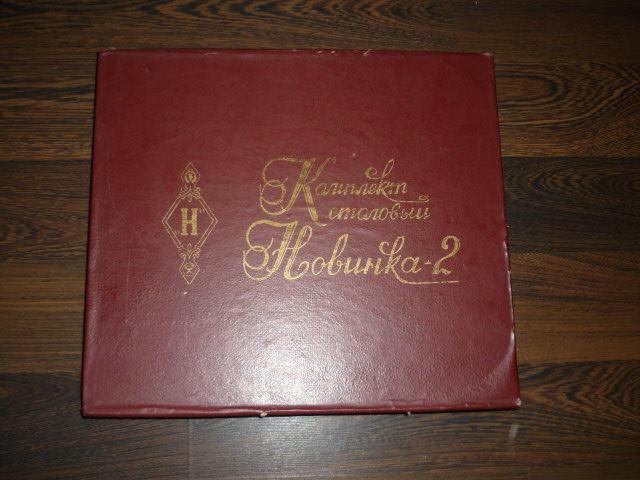 Комплект
столовый
Новинка-2
Н